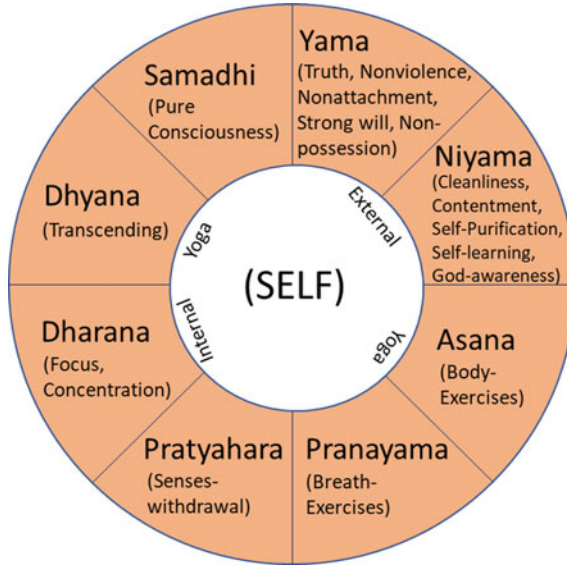 Yama
(Truth, Nonviolence,
Nonattachment,
Strong will, Non-
possession)
Niyama
(Cleanliness,
Contentment,
Self-Purification,
Self-learning,
God-awareness)
Asana
(Body-
Exercises)
Pranayama
(Breath-
Exercises)
Pratyahara
(Senses-
withdrawal)
Dharana
(Focus,
Concentration)
Dhyana
(Transcending)
Samadhi
(Pure
Consciousness)
External
Yoga
Internal
Yoga
(SELF)